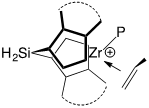 P
H₂Si Zr ⊕